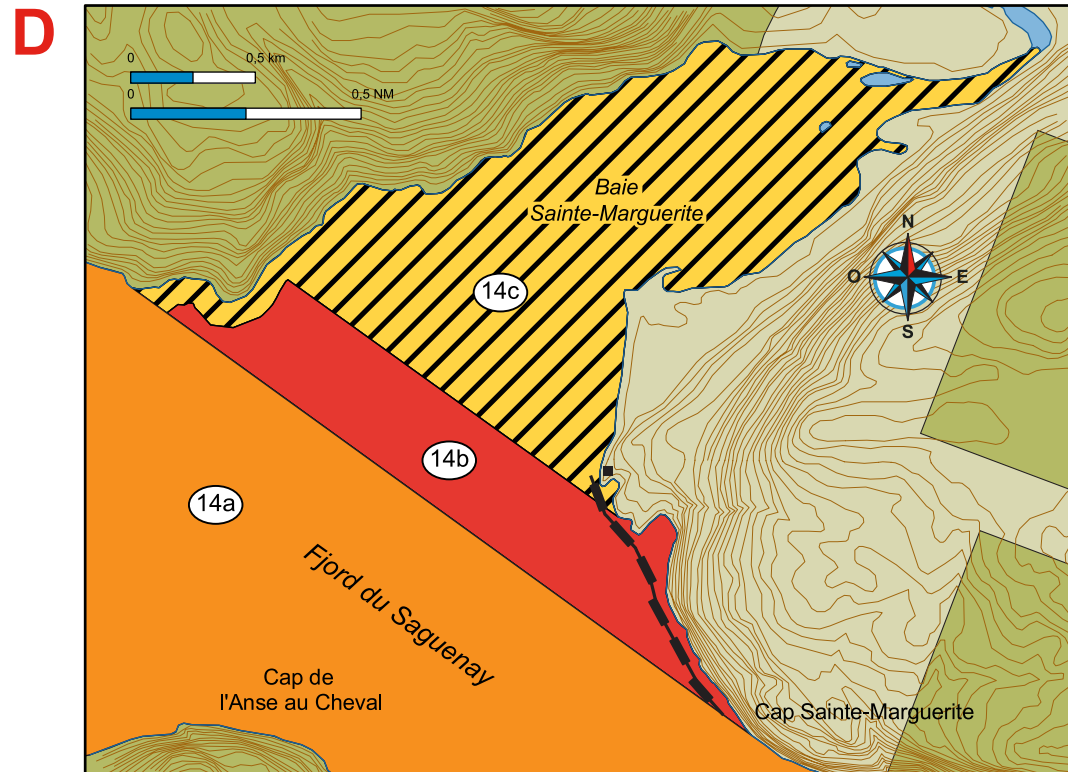 D
0 0,5 km
0 0,5 NM
Baie
Sainte-Marguerite
N
O E
S
14c
14b
14a
Fjord du Saguenay
Cap de
l'Anse au Cheval
Cap Sainte-Marguerite